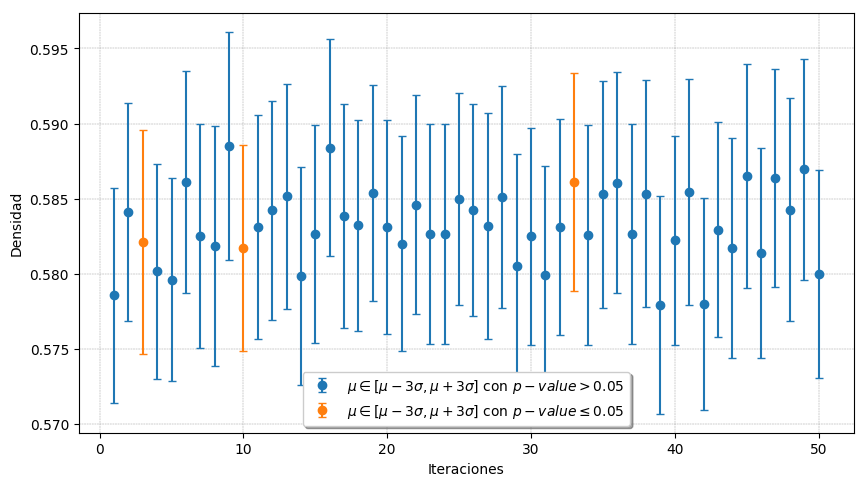 0.595
0.590
0.585
0.580
0.575
0.570
Densidad
μ ∈ [μ − 3σ, μ + 3σ] con p − value > 0.05
μ ∈ [μ − 3σ, μ + 3σ] con p − value ≤ 0.05
0 10 20 30 40 50
Iteraciones